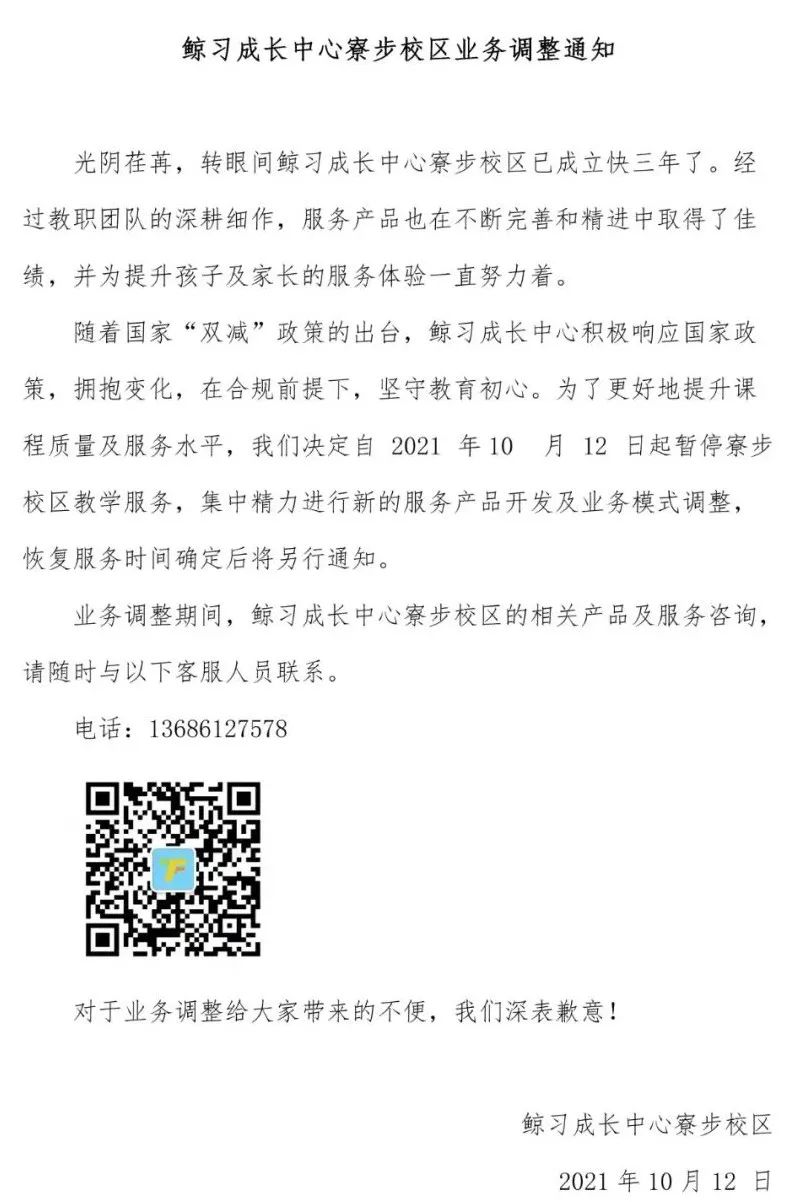 鲸习成长中心寮步校区业务调整通知
光阴荏苒，转眼间鲸习成长中心寮步校区已成立快三年了。经
过教职团队的深耕细作，服务产品也在不断完善和精进中取得了佳
绩，并为提升孩子及家长的服务体验一直努力着。
随着国家“双减”政策的出台，鲸习成长中心积极响应国家政
策，拥抱变化，在合规前提下，坚守教育初心。为了更好地提升课
程质量及服务水平，我们决定自 2021 年10 月 12 日起暂停寮步
校区教学服务，集中精力进行新的服务产品开发及业务模式调整，
恢复服务时间确定后将另行通知。
业务调整期间，鲸习成长中心寮步校区的相关产品及服务咨询，
请随时与以下客服人员联系。
电话：13686127578
对于业务调整给大家带来的不便，我们深表歉意！
鲸习成长中心寮步校区
2021 年 10 月 12 日